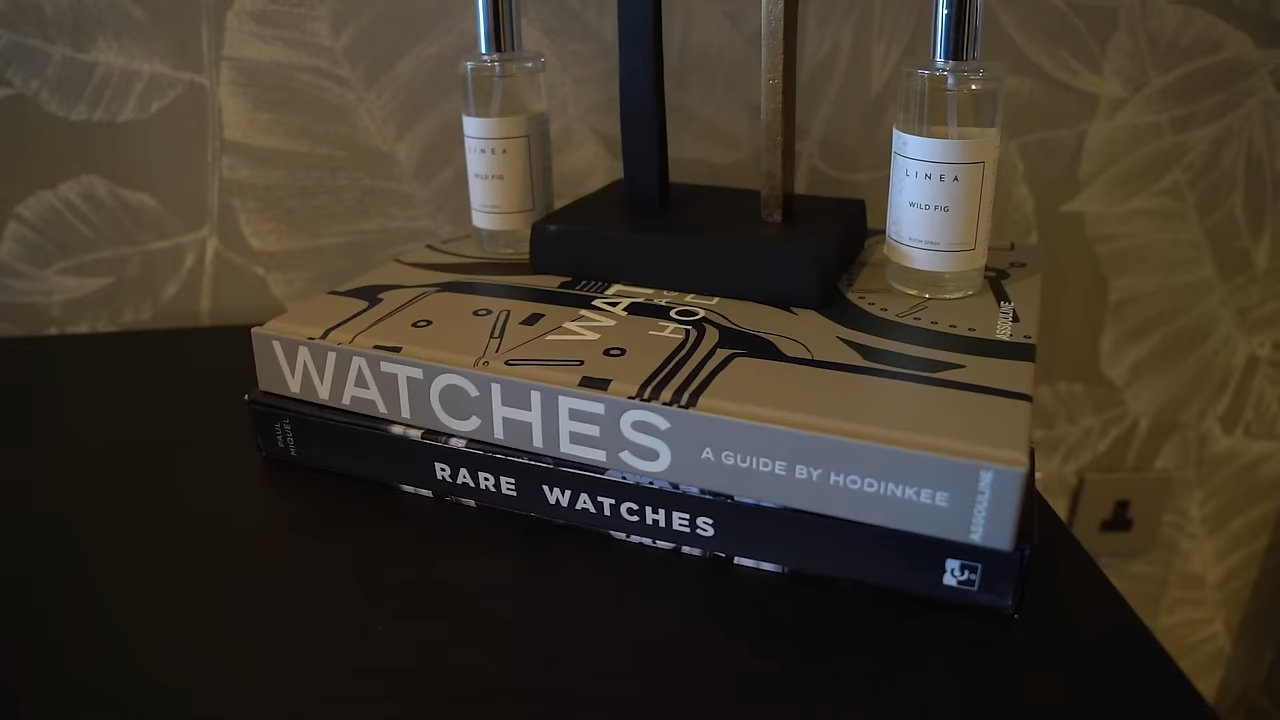 LINEA
WILD FIG
LINEA
WILD FIG
ROOM SPRAY
ASSOULINE
WATCHES
A GUIDE BY HODINKEE
ASSOULINE
PAUL
MIQUEL
RARE WATCHES